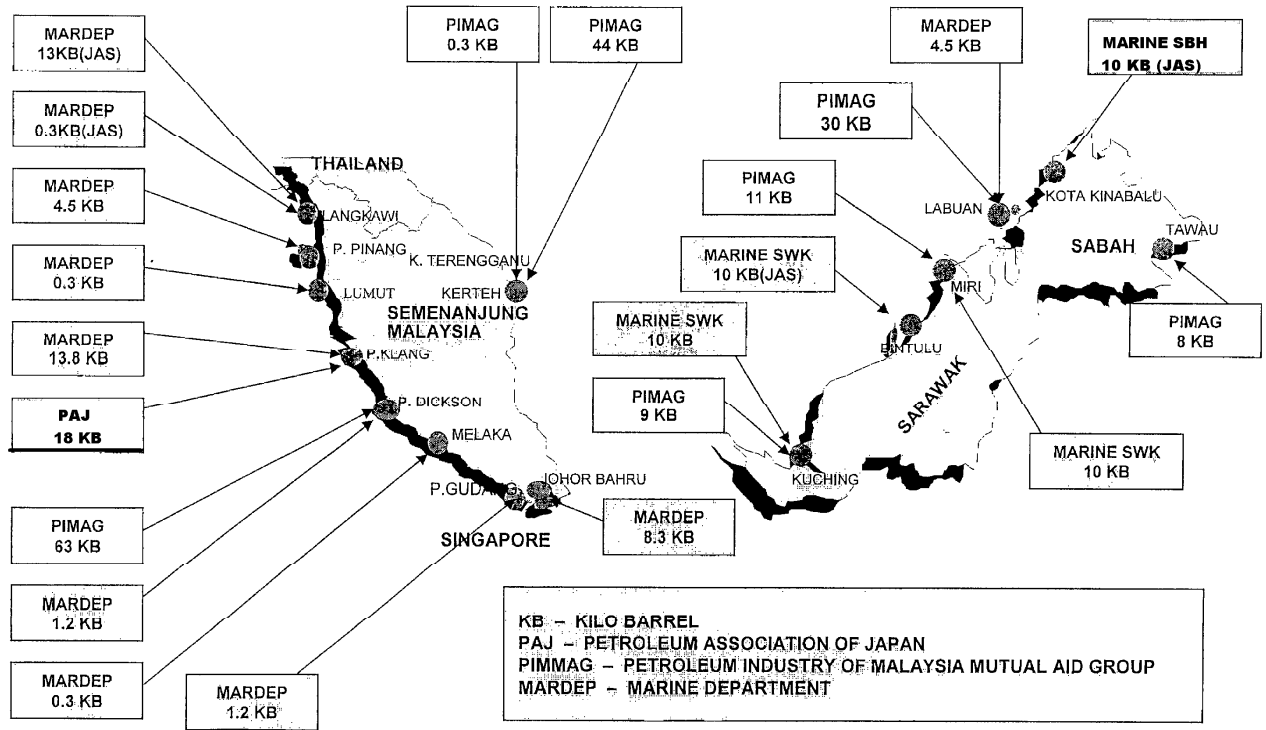 MARDEP
13KB(JAS)
MARDEP
0.3KB(JAS)
MARDEP
4.5 KB
MARDEP
0.3 KB
MARDEP
13.8 KB
PAJ
18 KB
PIMAG
63 KB
MARDEP
1.2 KB
MARDEP
0.3 KB
MARDEP
1.2 KB
PIMAG
0.3 KB
PIMAG
44 KB
THAILAND
LANGKAWI
P. PINANG
K. TERENGGANU
LUMUT
KERTEH
SEMENANJUNG
MALAYSIA
P.KLANG
P. DICKSON
MELAKA
P.GUDANG
JOHOR BAHRU
SINGAPORE
MARDEP
8.3 KB
MARDEP
4.5 KB
MARINE SBH
10 KB (JAS)
PIMAG
30 KB
PIMAG
11 KB
MARINE SWK
10 KB(JAS)
MARINE SWK
10 KB
PIMAG
9 KB
LABUAN
KOTA KINABALU
TAWAU
SABAH
MIRI
BINTULU
SARAWAK
KUCHING
PIMAG
8 KB
MARINE SWK
10 KB
KB – KILO BARREL
PAJ – PETROLEUM ASSOCIATION OF JAPAN
PIMMAG – PETROLEUM INDUSTRY OF MALAYSIA MUTUAL AID GROUP
MARDEP – MARINE DEPARTMENT